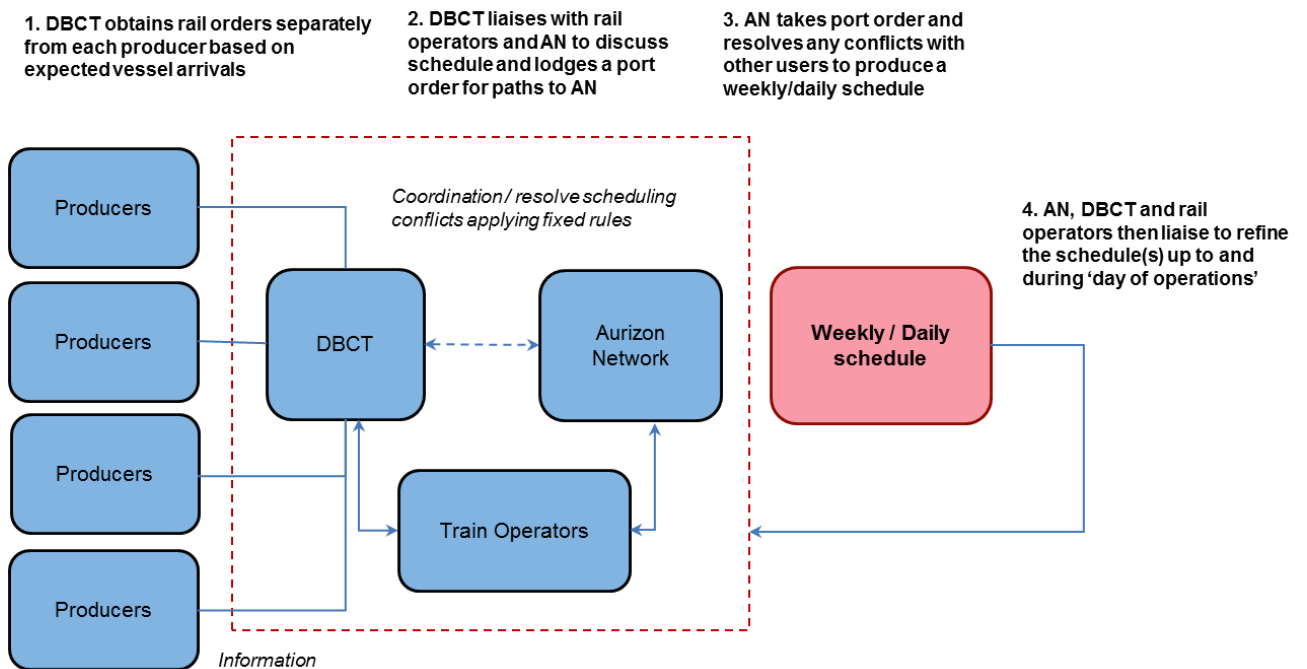 1. DBCT obtains rail orders separately
from each producer based on
expected vessel arrivals
2. DBCT liaises with rail
operators and AN to discuss
schedule and lodges a port
order for paths to AN
3. AN takes port order and
resolves any conflicts with
other users to produce a
weekly/daily schedule
Producers
Coordination / resolve scheduling
conflicts applying fixed rules
4. AN, DBCT and rail
operators then liaise to refine
the schedule(s) up to and
during ‘day of operations’
Producers
DBCT
Aurizon
Network
Weekly / Daily
schedule
Producers
Train Operators
Producers
Information